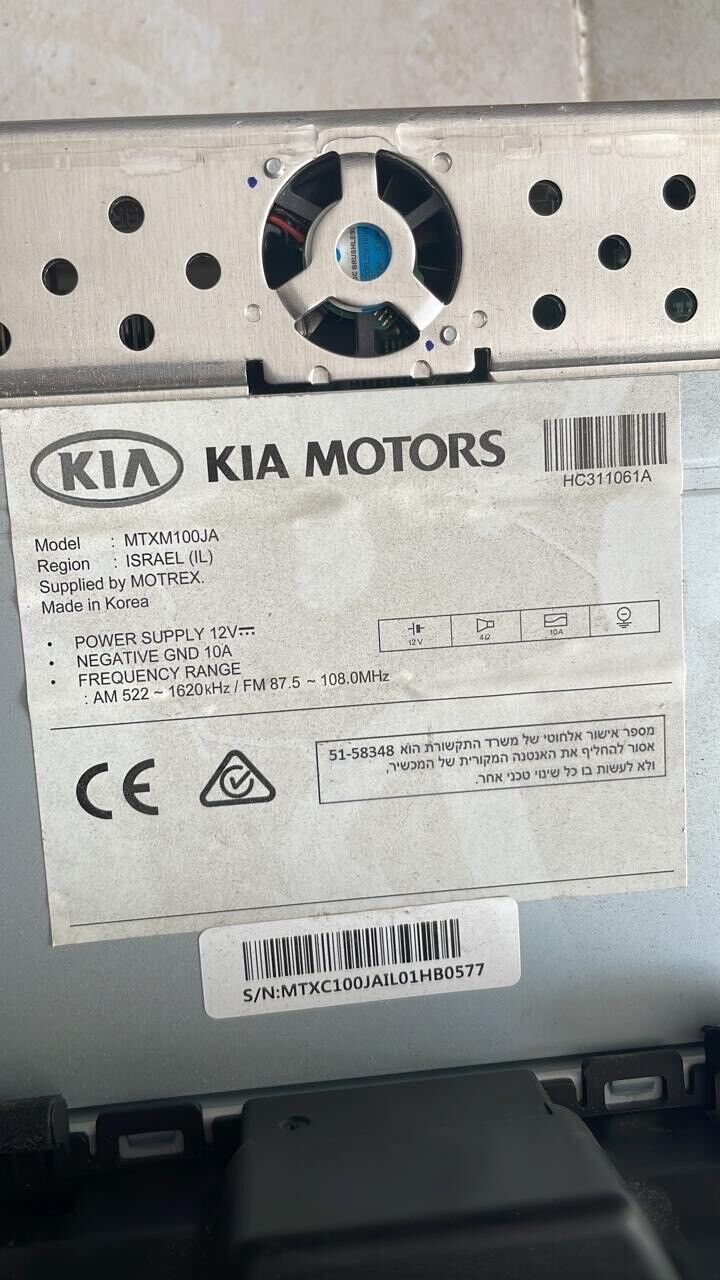 DC BRUSHLESS
KIA
KIA MOTORS
HC311061A
Model : MTXM100JA
Region : ISRAEL (IL)
Supplied by MOTREX.
Made in Korea
• POWER SUPPLY 12V
• NEGATIVE GND 10A
• FREQUENCY RANGE
: AM 522 ~ 1620kHz / FM 87.5 ~ 108.0MHz
12V 4Ω 10A
CE
מספר אישור אלחוטי של משרד התקשורת הוא 51-58348
אסור להחליף את האנטנה המקורית של המכשיר,
ולא לעשות בו כל שינוי טכני אחר.
S/N:MTXC100JAIL01HB0577